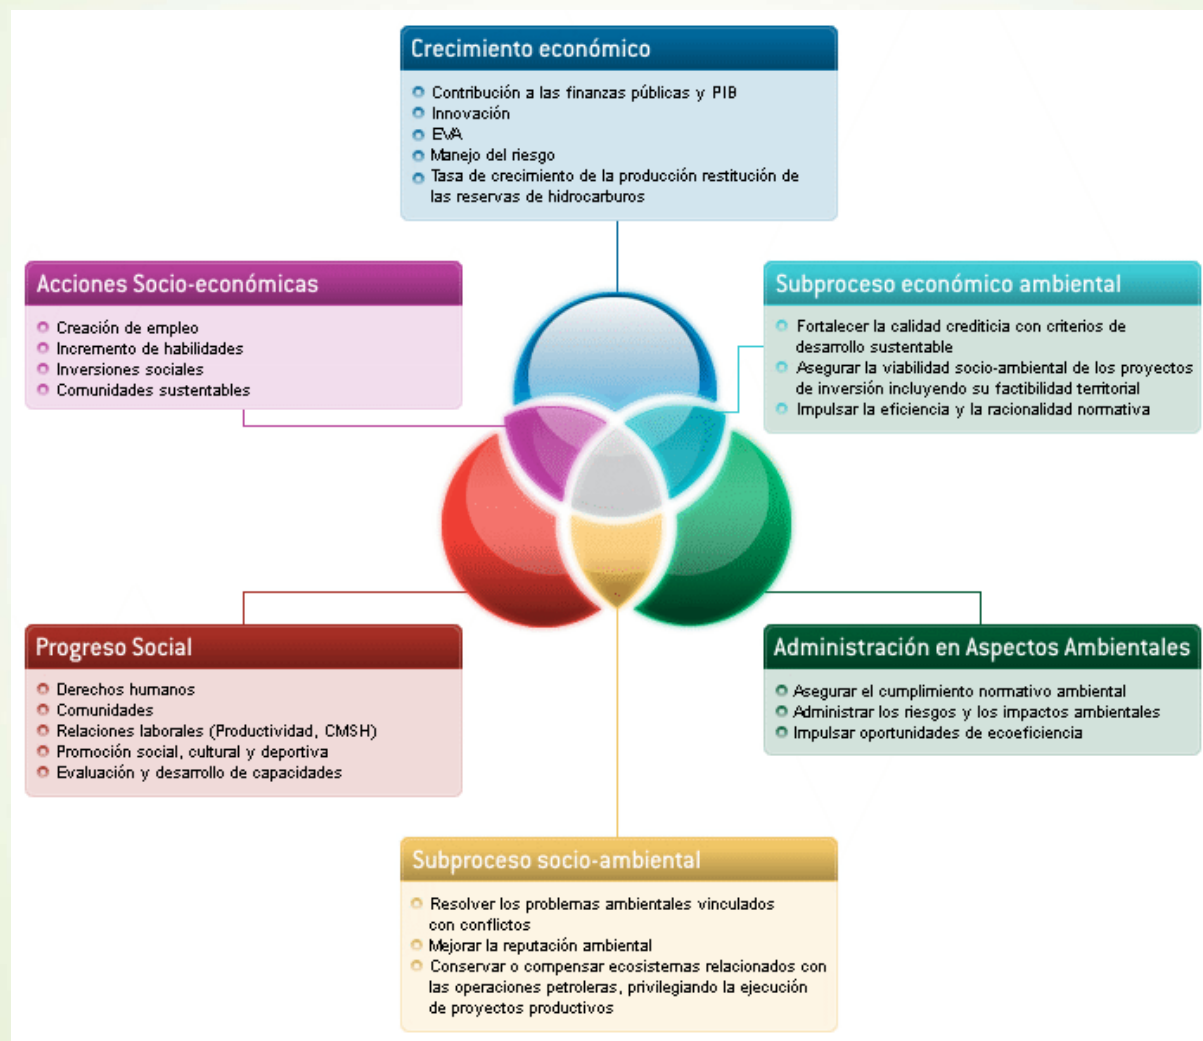 Crecimiento económico
Contribución a las finanzas públicas y PIB
Innovación
EVA
Manejo del riesgo
Tasa de crecimiento de la producción restitución de
las reservas de hidrocarburos
Acciones Socio-económicas
Creación de empleo
Incremento de habilidades
Inversiones sociales
Comunidades sustentables
Subproceso económico ambiental
Fortalecer la calidad crediticia con criterios de
desarrollo sustentable
Asegurar la viabilidad socio-ambiental de los proyectos
de inversión incluyendo su factibilidad territorial
Impulsar la eficiencia y la racionalidad normativa
Progreso Social
Derechos humanos
Comunidades
Relaciones laborales (Productividad, CMSH)
Promoción social, cultural y deportiva
Evaluación y desarrollo de capacidades
Administración en Aspectos Ambientales
Asegurar el cumplimiento normativo ambiental
Administrar los riesgos y los impactos ambientales
Impulsar oportunidades de ecoeficiencia
Subproceso socio-ambiental
Resolver los problemas ambientales vinculados
con conflictos
Mejorar la reputación ambiental
Conservar o compensar ecosistemas relacionados con
las operaciones petroleras, privilegiando la ejecución
de proyectos productivos